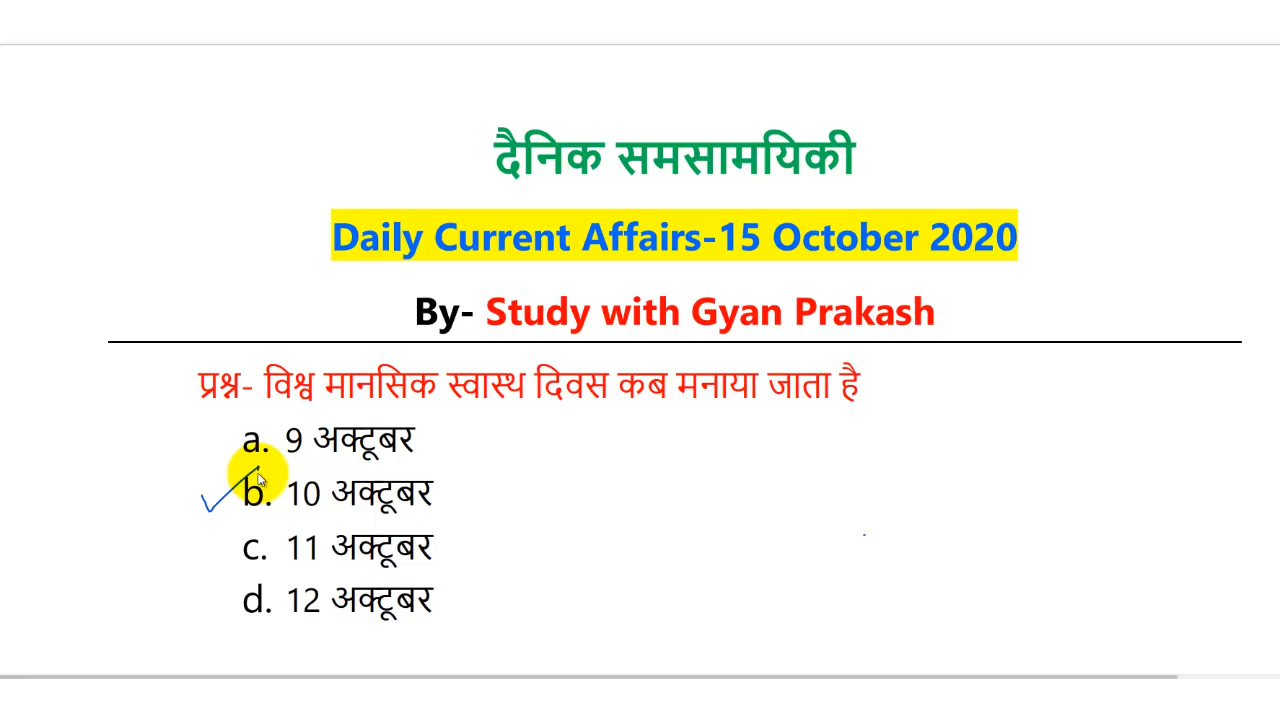 दैनिक समसामयिकी
Daily Current Affairs-15 October 2020
By- Study with Gyan Prakash
प्रश्न- विश्व मानसिक स्वास्थ दिवस कब मनाया जाता है
a. 9 अक्टूबर
b. 10 अक्टूबर
c. 11 अक्टूबर
d. 12 अक्टूबर